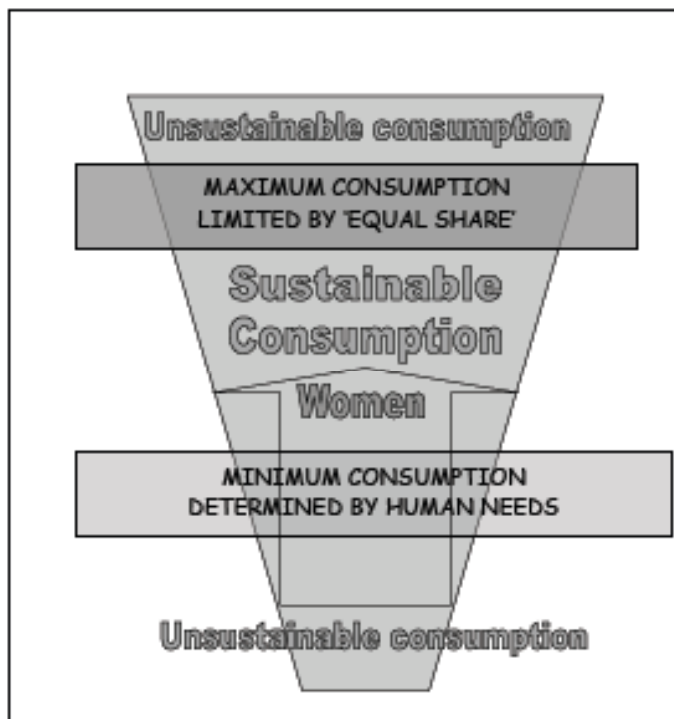 Unsustainable consumption
MAXIMUM CONSUMPTION
LIMITED BY 'EQUAL SHARE'
Sustainable
Consumption
Women
MINIMUM CONSUMPTION
DETERMINED BY HUMAN NEEDS
Unsustainable consumption